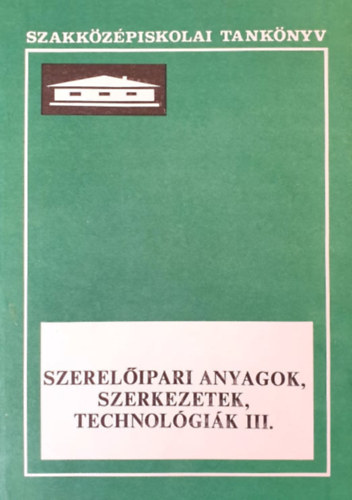 SZAKKÖZÉPISKOLAI TANKÖNYV
SZERELŐIPARI ANYAGOK,
SZERKEZETEK,
TECHNOLÓGIÁK III.